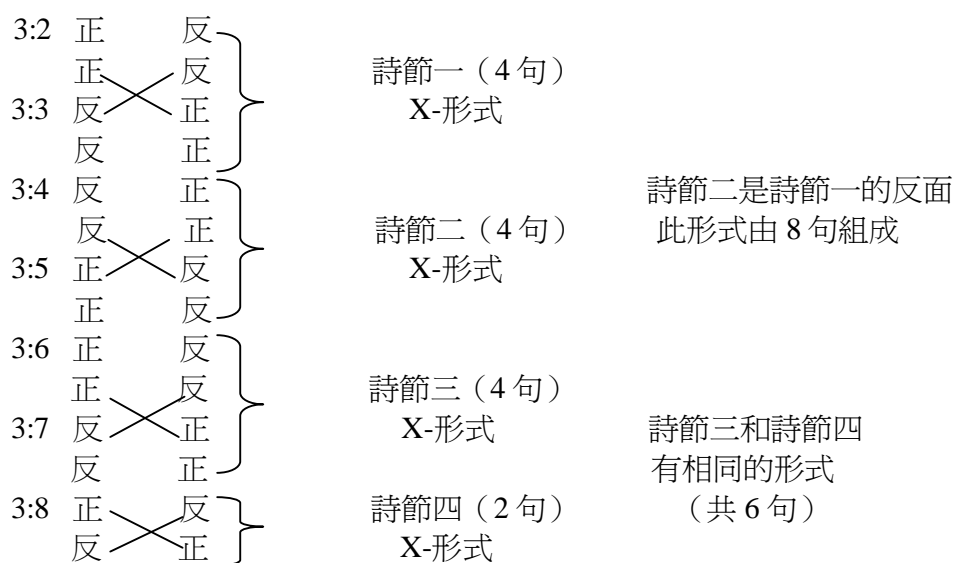 3:2 正 反
正 反 詩節一（4 句）
3:3 反 正 X-形式
反 正
3:4 反 正 詩節二是詩節一的反面
反 正 詩節二（4 句） 此形式由 8 句組成
3:5 正 反 X-形式
正 反
3:6 正 反
正 反 詩節三（4 句）
3:7 反 正 X-形式 詩節三和詩節四
反 正 有相同的形式
3:8 正 反 詩節四（2 句） （共 6 句）
反 正 X-形式